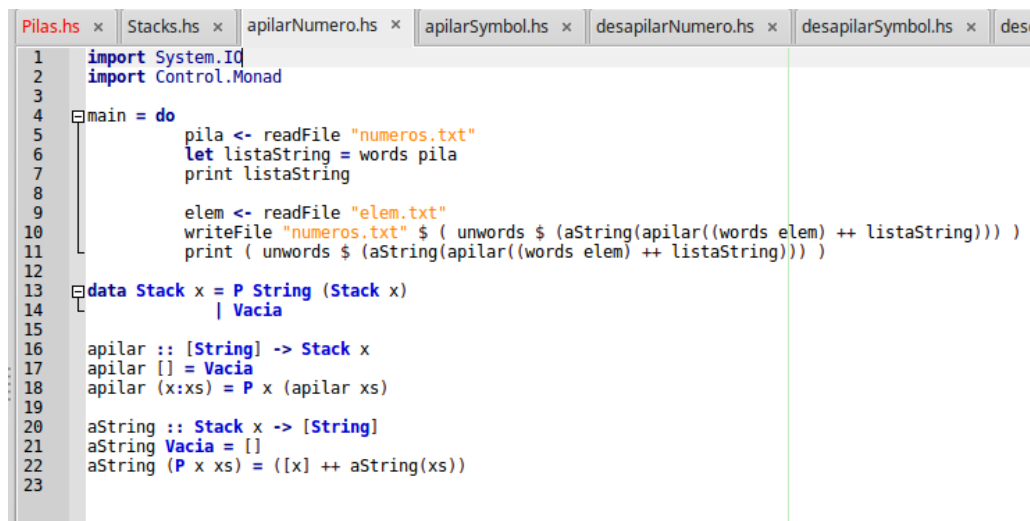 Pilas.hs × Stacks.hs × apilarNumero.hs × apilarSymbol.hs × desapilarNumero.hs × desapilarSymbol.hs ×
1 import System.IO
2 import Control.Monad
3
4 main = do
5 pila <- readFile "numeros.txt"
6 let listaString = words pila
7 print listaString
8
9 elem <- readFile "elem.txt"
10 writeFile "numeros.txt" $ ( unwords $ (aString(apilar((words elem) ++ listaString))) )
11 print ( unwords $ (aString(apilar((words elem) ++ listaString))) )
12
13 data Stack x = P String (Stack x)
14 | Vacia
15
16 apilar :: [String] -> Stack x
17 apilar [] = Vacia
18 apilar (x:xs) = P x (apilar xs)
19
20 aString :: Stack x -> [String]
21 aString Vacia = []
22 aString (P x xs) = ([x] ++ aString(xs))
23